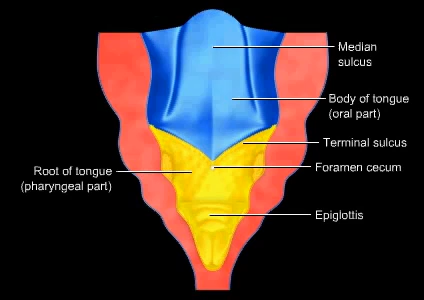 Median
sulcus
Body of tongue
(oral part)
Terminal sulcus
Foramen cecum
Root of tongue
(pharyngeal part)
Epiglottis